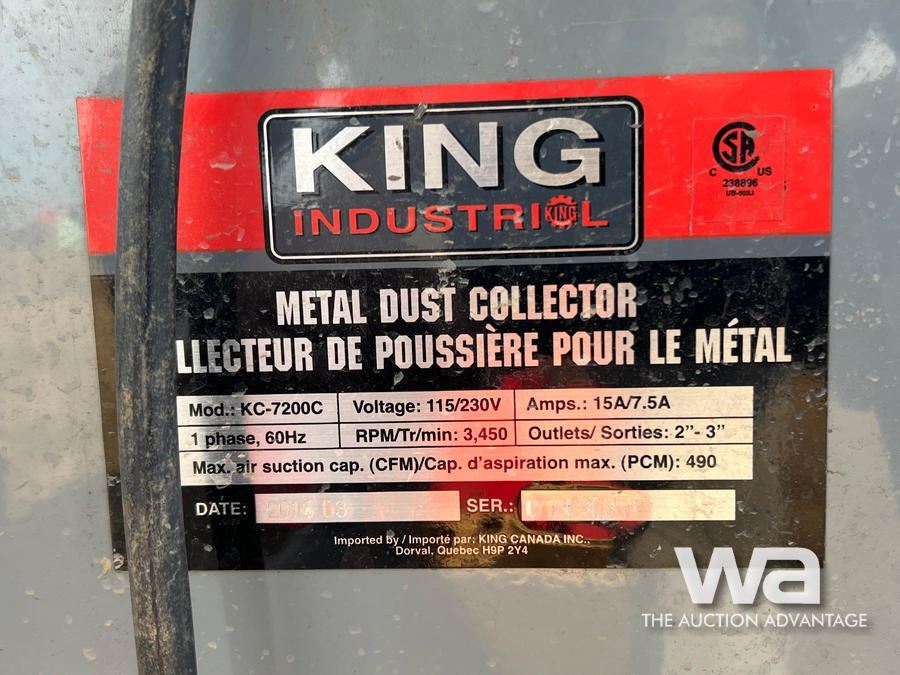 KING
INDUSTRIAL
KING
C US
238896
METAL DUST COLLECTOR
LLECTEUR DE POUSSIÈRE POUR LE MÉTAL
Mod.: KC-7200C Voltage: 115/230V Amps.: 15A/7.5A
1 phase, 60Hz RPM/Tr/min: 3,450 Outlets/ Sorties: 2"- 3"
Max. air suction cap. (CFM)/Cap. d'aspiration max. (PCM): 490
DATE: SER.:
Imported by / Importé par: KING CANADA INC.,
Dorval, Quebec H9P 2Y4
wa
THE AUCTION ADVANTAGE